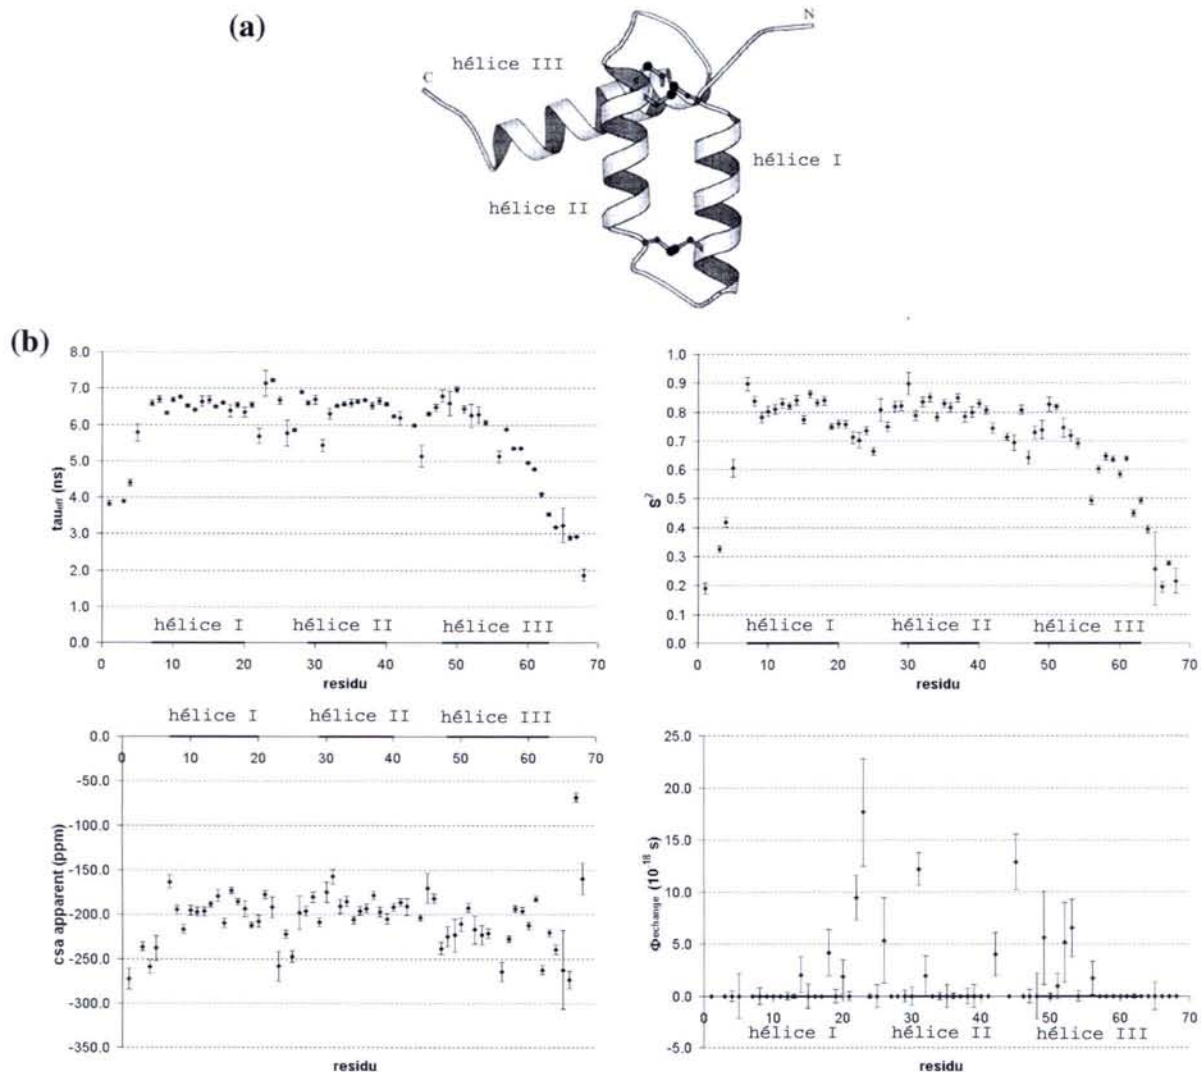 (a)
N
hélice III
C
hélice I
hélice II
(b)
8.0
7.0
6.0
5.0
4.0
3.0
2.0
1.0
0.0
tau_eff (ns)
hélice I hélice II hélice III
0 10 20 30 40 50 60 70
residu
1.0
0.9
0.8
0.7
0.6
0.5
0.4
0.3
0.2
0.1
0.0
S²
hélice I hélice II hélice III
0 10 20 30 40 50 60 70
residu
hélice I hélice II hélice III
0.0
0 10 20 30 40 50 60 70
-50.0
-100.0
-150.0
-200.0
-250.0
-300.0
-350.0
csa apparent (ppm)
residu
25.0
20.0
15.0
10.0
5.0
0.0
-5.0
Φechange (10⁻¹⁸ s)
0 10 20 30 40 50 60 70
hélice I hélice II hélice III
residu